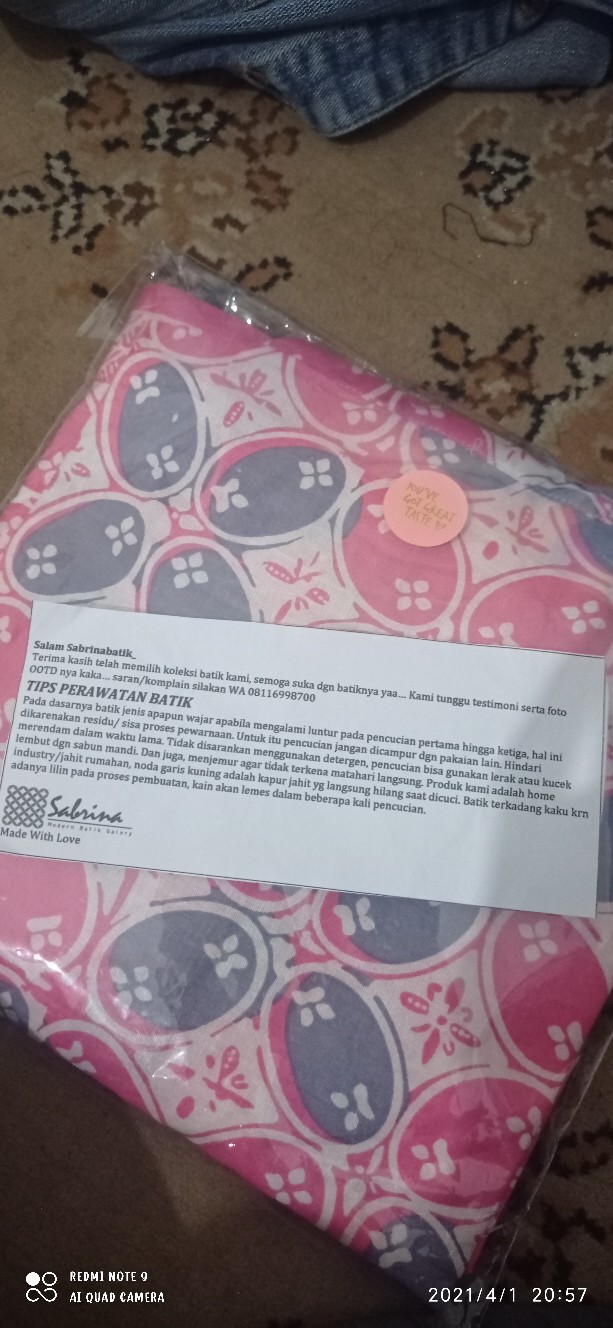 YOU'VE
GOT GREAT
TASTE
Salam Sabrinabatik_
Terima kasih telah memilih koleksi batik kami, semoga suka dgn batiknya yaa... Kami tunggu testimoni serta foto
OOTD nya kaka... saran/komplain silakan WA 08116998700
TIPS PERAWATAN BATIK
Pada dasarnya batik jenis apapun wajar apabila mengalami luntur pada pencucian pertama hingga ketiga, hal ini
dikarenakan residu/ sisa proses pewarnaan. Untuk itu pencucian jangan dicampur dgn pakaian lain. Hindari
merendam dalam waktu lama. Tidak disarankan menggunakan detergen, pencucian bisa gunakan lerak atau kucek
lembut dgn sabun mandi. Dan juga, menjemur agar tidak terkena matahari langsung. Produk kami adalah home
industry/jahit rumahan, noda garis kuning adalah kapur jahit yg langsung hilang saat dicuci. Batik terkadang kaku krn
adanya lilin pada proses pembuatan, kain akan lemes dalam beberapa kali pencucian.
Sabrina
Modern Batik Galery
Made With Love
REDMI NOTE 9
AI QUAD CAMERA
2021/4/1 20:57